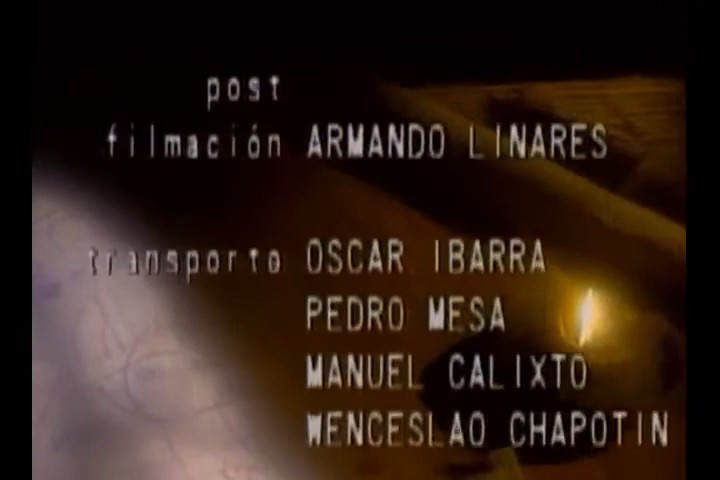 post
filmación ARMANDO LINARES
transporte OSCAR IBARRA
PEDRO MESA
MANUEL CALIXTO
WENCESLAO CHAPOTIN